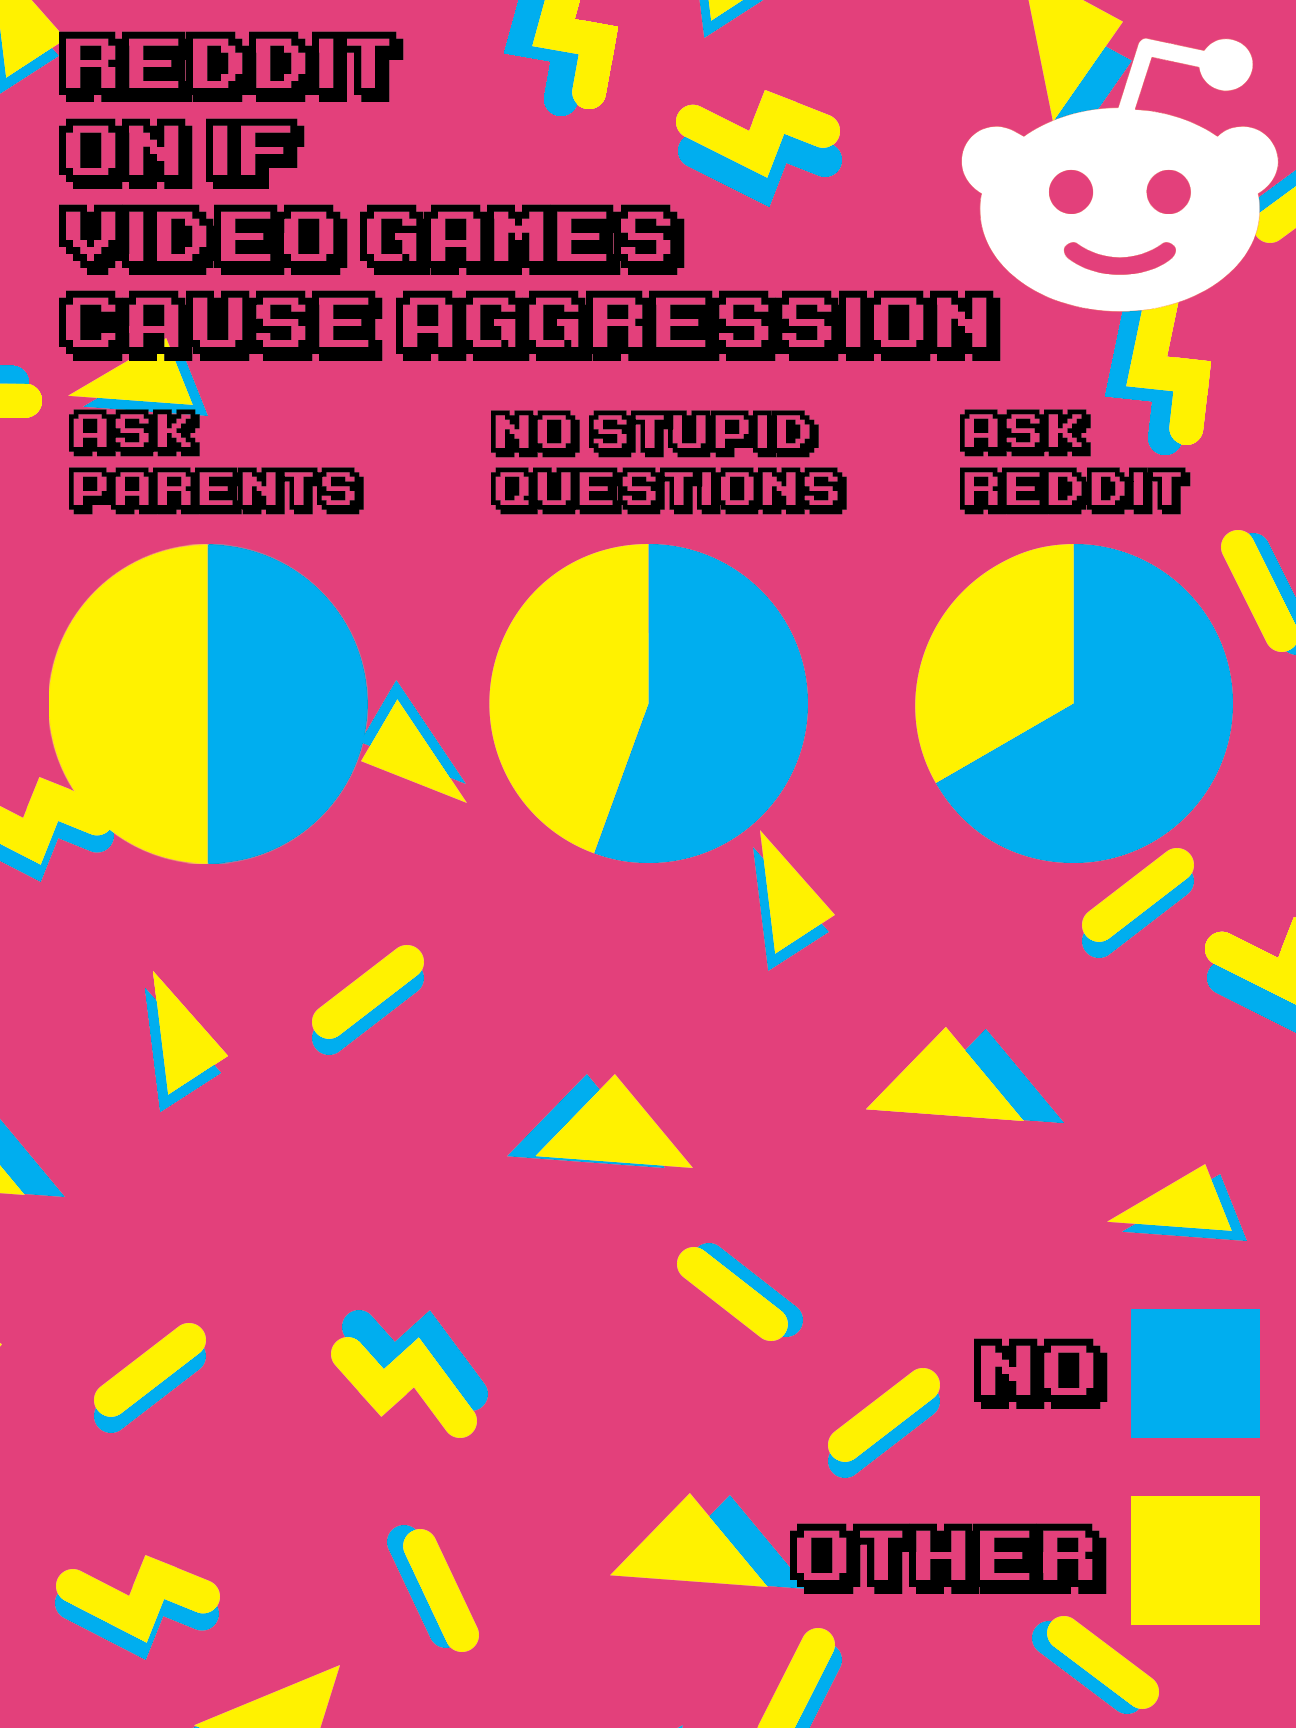 REDDIT
ON IF
VIDEO GAMES
CAUSE AGGRESSION
ASK
PARENTS
NO STUPID
QUESTIONS
ASK
REDDIT
NO
OTHER